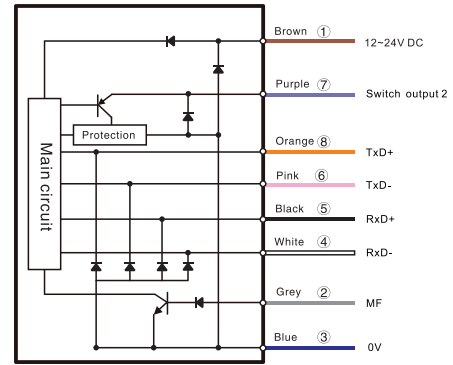 Brown ① 12~24V DC
Purple ⑦ Switch output 2
Protection
Orange ⑧ TxD+
Main circuit
Pink ⑥ TxD-
Black ⑤ RxD+
White ④ RxD-
Grey ② MF
Blue ③ 0V